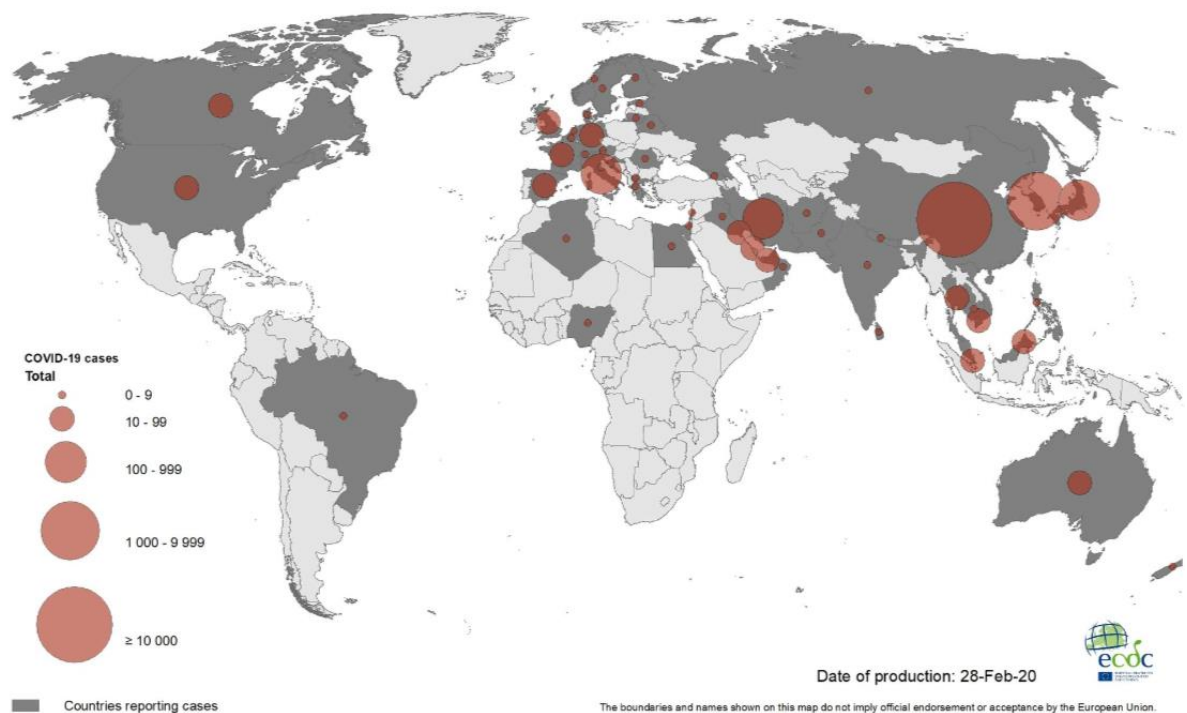 COVID-19 cases
Total
0 - 9
10 - 99
100 - 999
1 000 - 9 999
≥ 10 000
Countries reporting cases
Date of production: 28-Feb-20
ecdc
The boundaries and names shown on this map do not imply official endorsement or acceptance by the European Union.